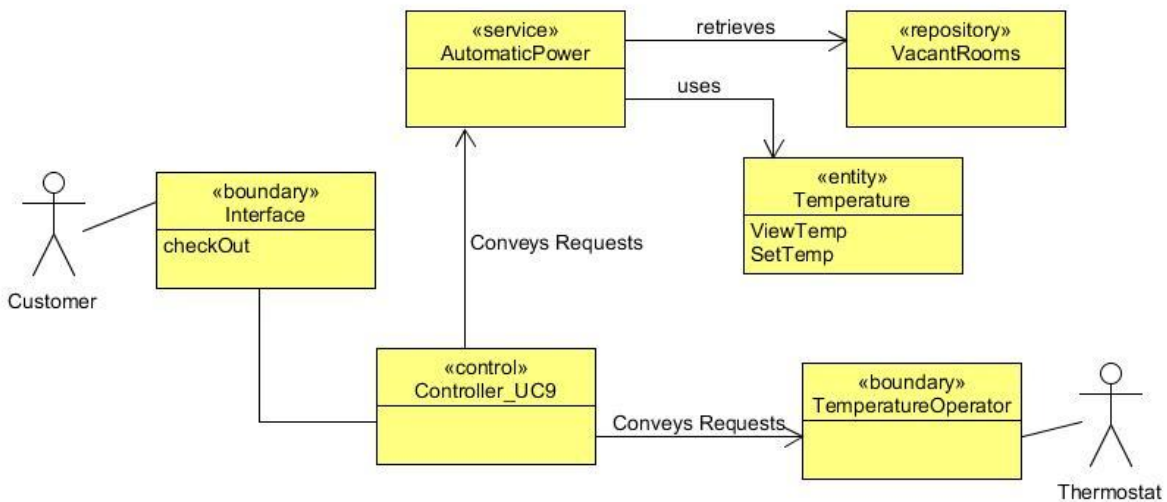 «service»
AutomaticPower
retrieves
«repository»
VacantRooms
uses
«entity»
Temperature
ViewTemp
SetTemp
«boundary»
Interface
checkOut
Customer
Conveys Requests
«control»
Controller_UC9
Conveys Requests
«boundary»
TemperatureOperator
Thermostat